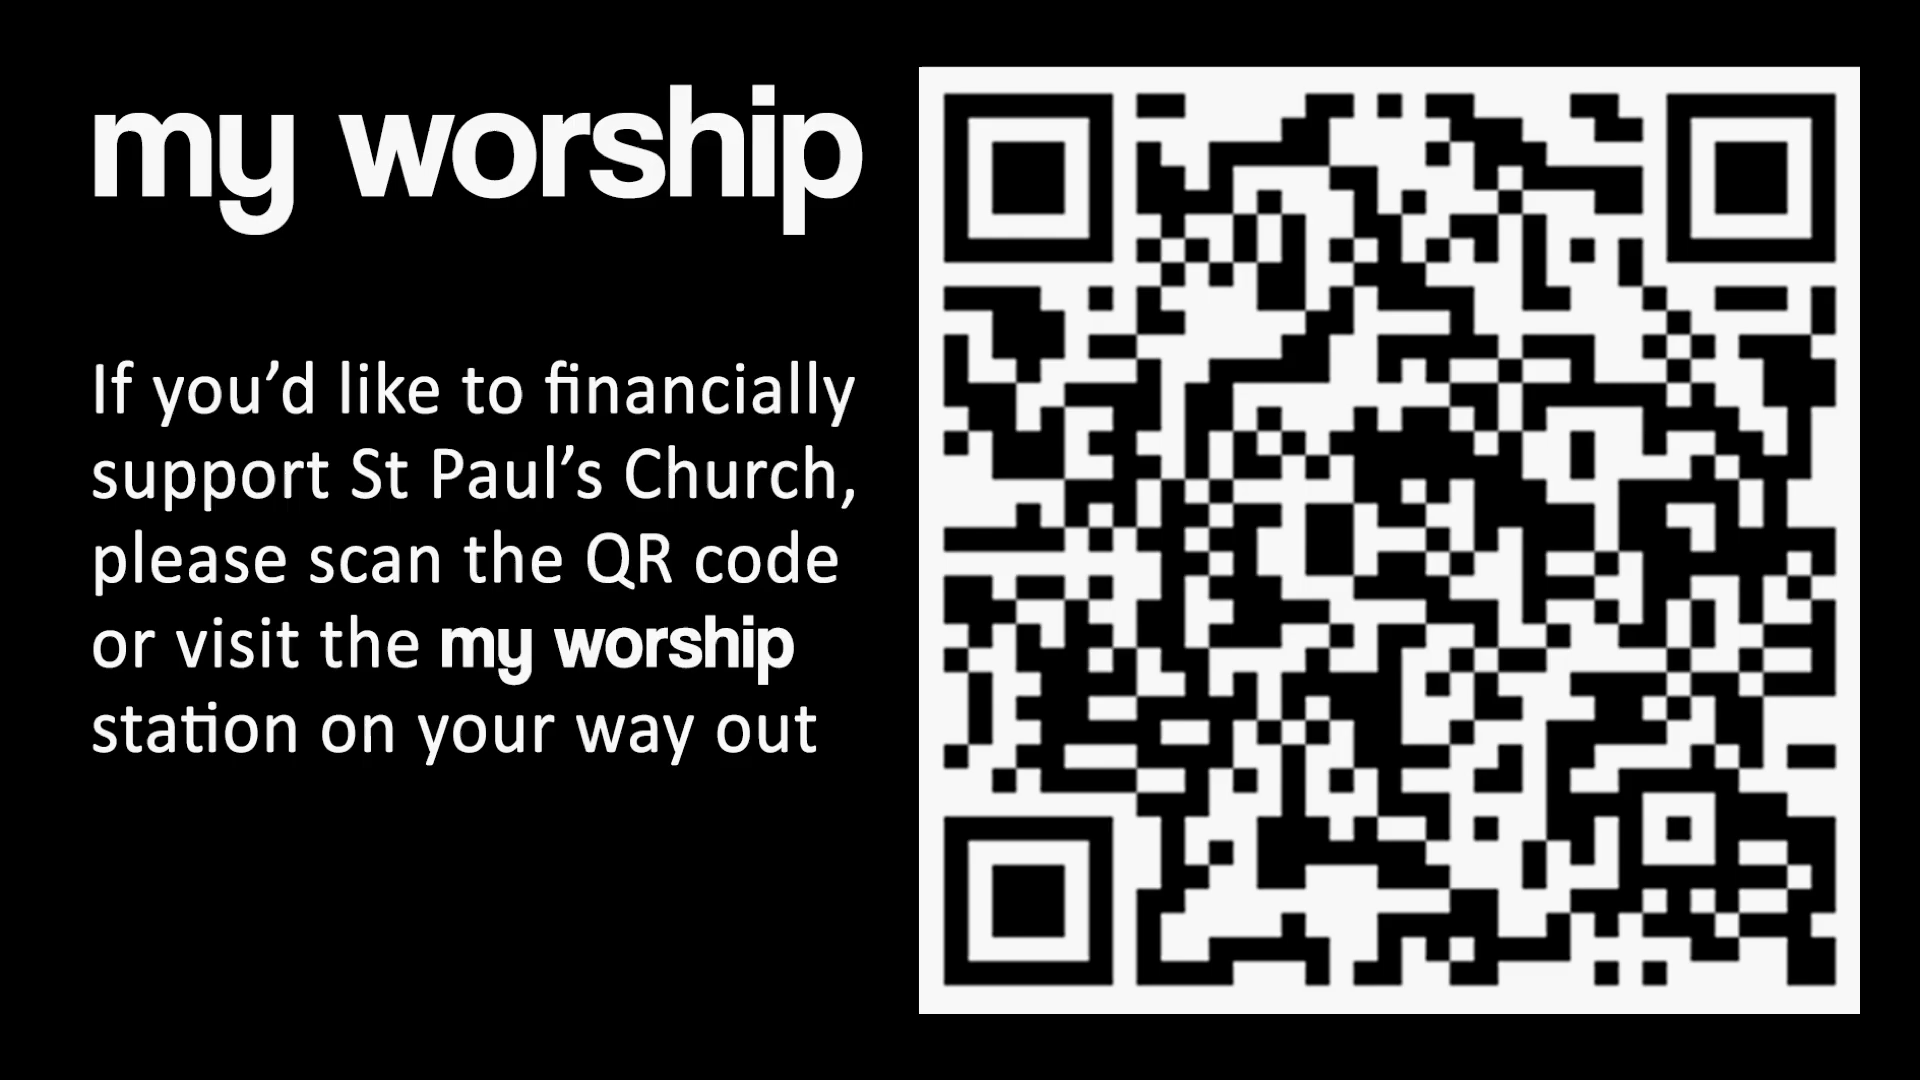 my worship
If you’d like to financially
support St Paul’s Church,
please scan the QR code
or visit the my worship
station on your way out